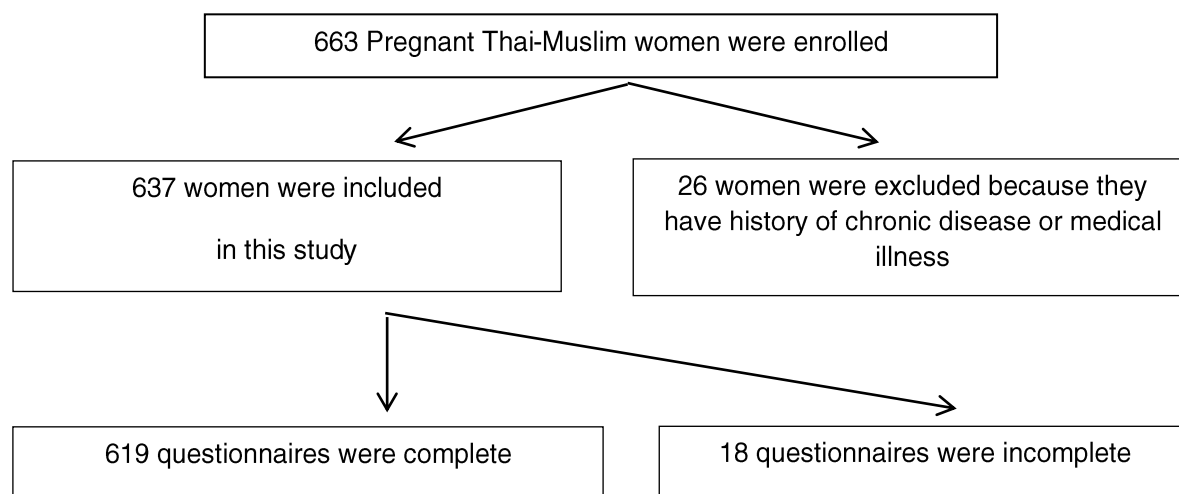 663 Pregnant Thai-Muslim women were enrolled
637 women were included
in this study
26 women were excluded because they
have history of chronic disease or medical
illness
619 questionnaires were complete
18 questionnaires were incomplete